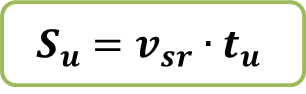 S_u = v_sr · t_u